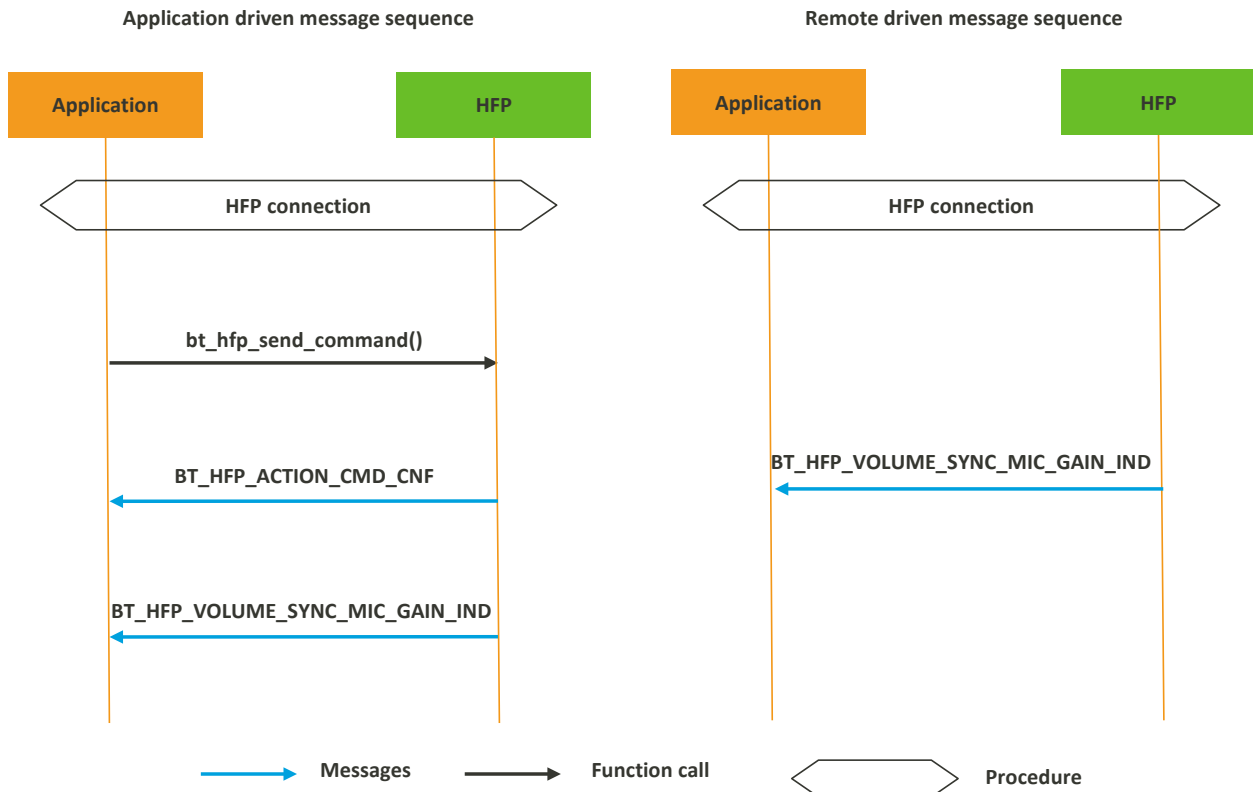 Application driven message sequence
Remote driven message sequence
Application
HFP
Application
HFP
HFP connection
HFP connection
bt_hfp_send_command()
BT_HFP_ACTION_CMD_CNF
BT_HFP_VOLUME_SYNC_MIC_GAIN_IND
BT_HFP_VOLUME_SYNC_MIC_GAIN_IND
Messages
Function call
Procedure